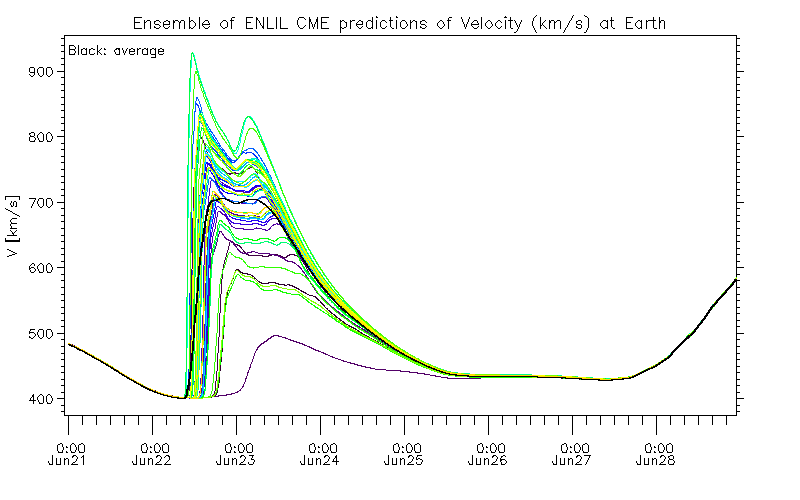 Ensemble of ENLIL CME predictions of Velocity (km/s) at Earth
Black: average
900
800
700
600
500
400
V [km/s]
0:00 0:00 0:00 0:00 0:00 0:00 0:00 0:00
Jun21 Jun22 Jun23 Jun24 Jun25 Jun26 Jun27 Jun28